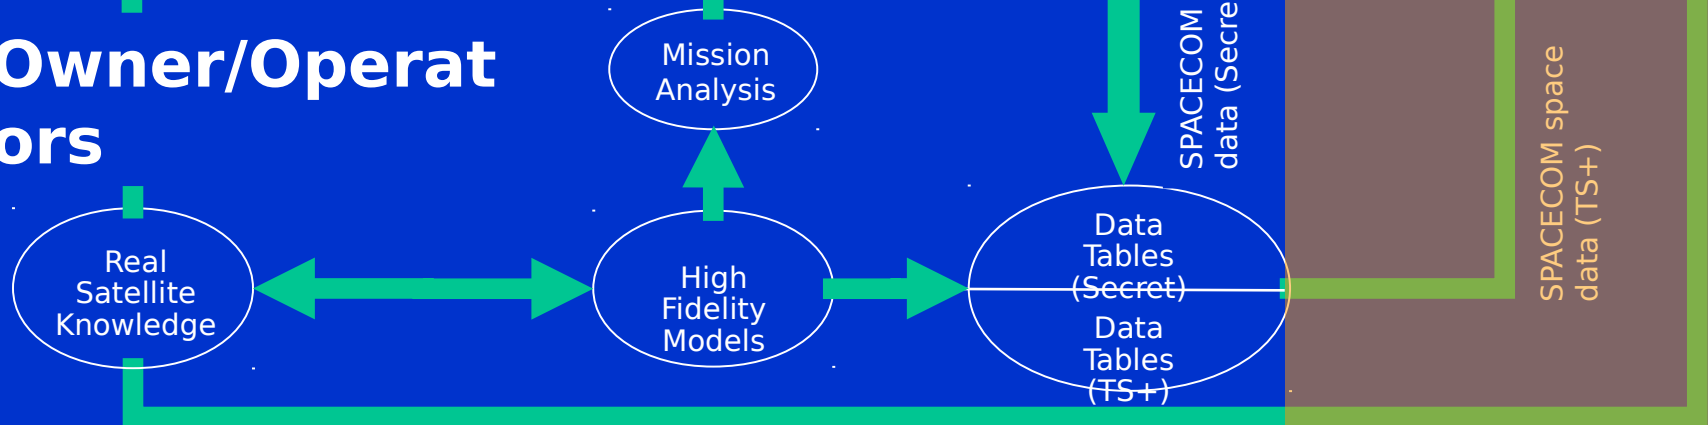 Owner/Operat
ors
Mission
Analysis
SPACECOM
data (Secre
SPACECOM space
data (TS+)
Real
Satellite
Knowledge
High
Fidelity
Models
Data
Tables
(Secret)
Data
Tables
(TS+)